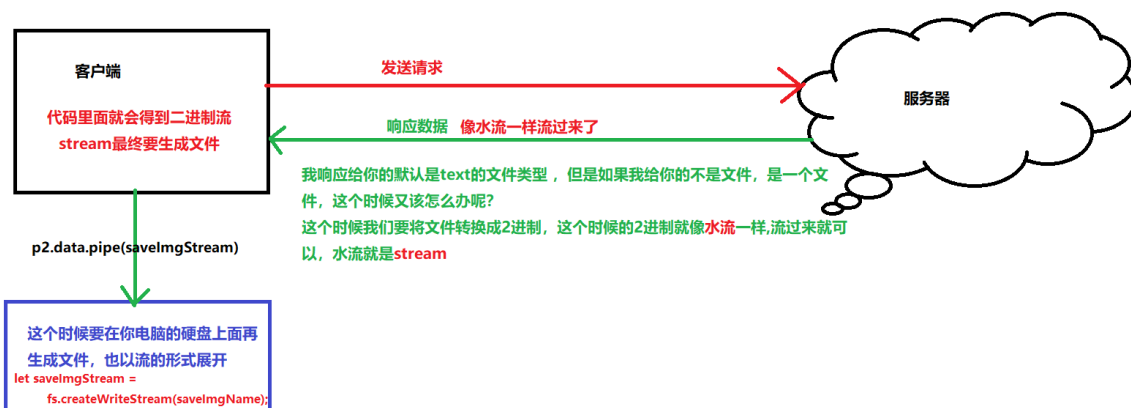 客户端
代码里面就会得到二进制流
stream最终要生成文件
发送请求
服务器
响应数据 像水流一样流过来了
我响应给你的默认是text的文件类型，但是如果我给你的不是文件，是一个文
件，这个时候又该怎么办呢?
这个时候我们要将文件转换成2进制，这个时候的2进制就像水流一样,流过来就可
以，水流就是stream
p2.data.pipe(saveImgStream)
这个时候要在你电脑的硬盘上面再
生成文件，也以流的形式展开
let saveImgStream =
fs.createWriteStream(saveImgName);